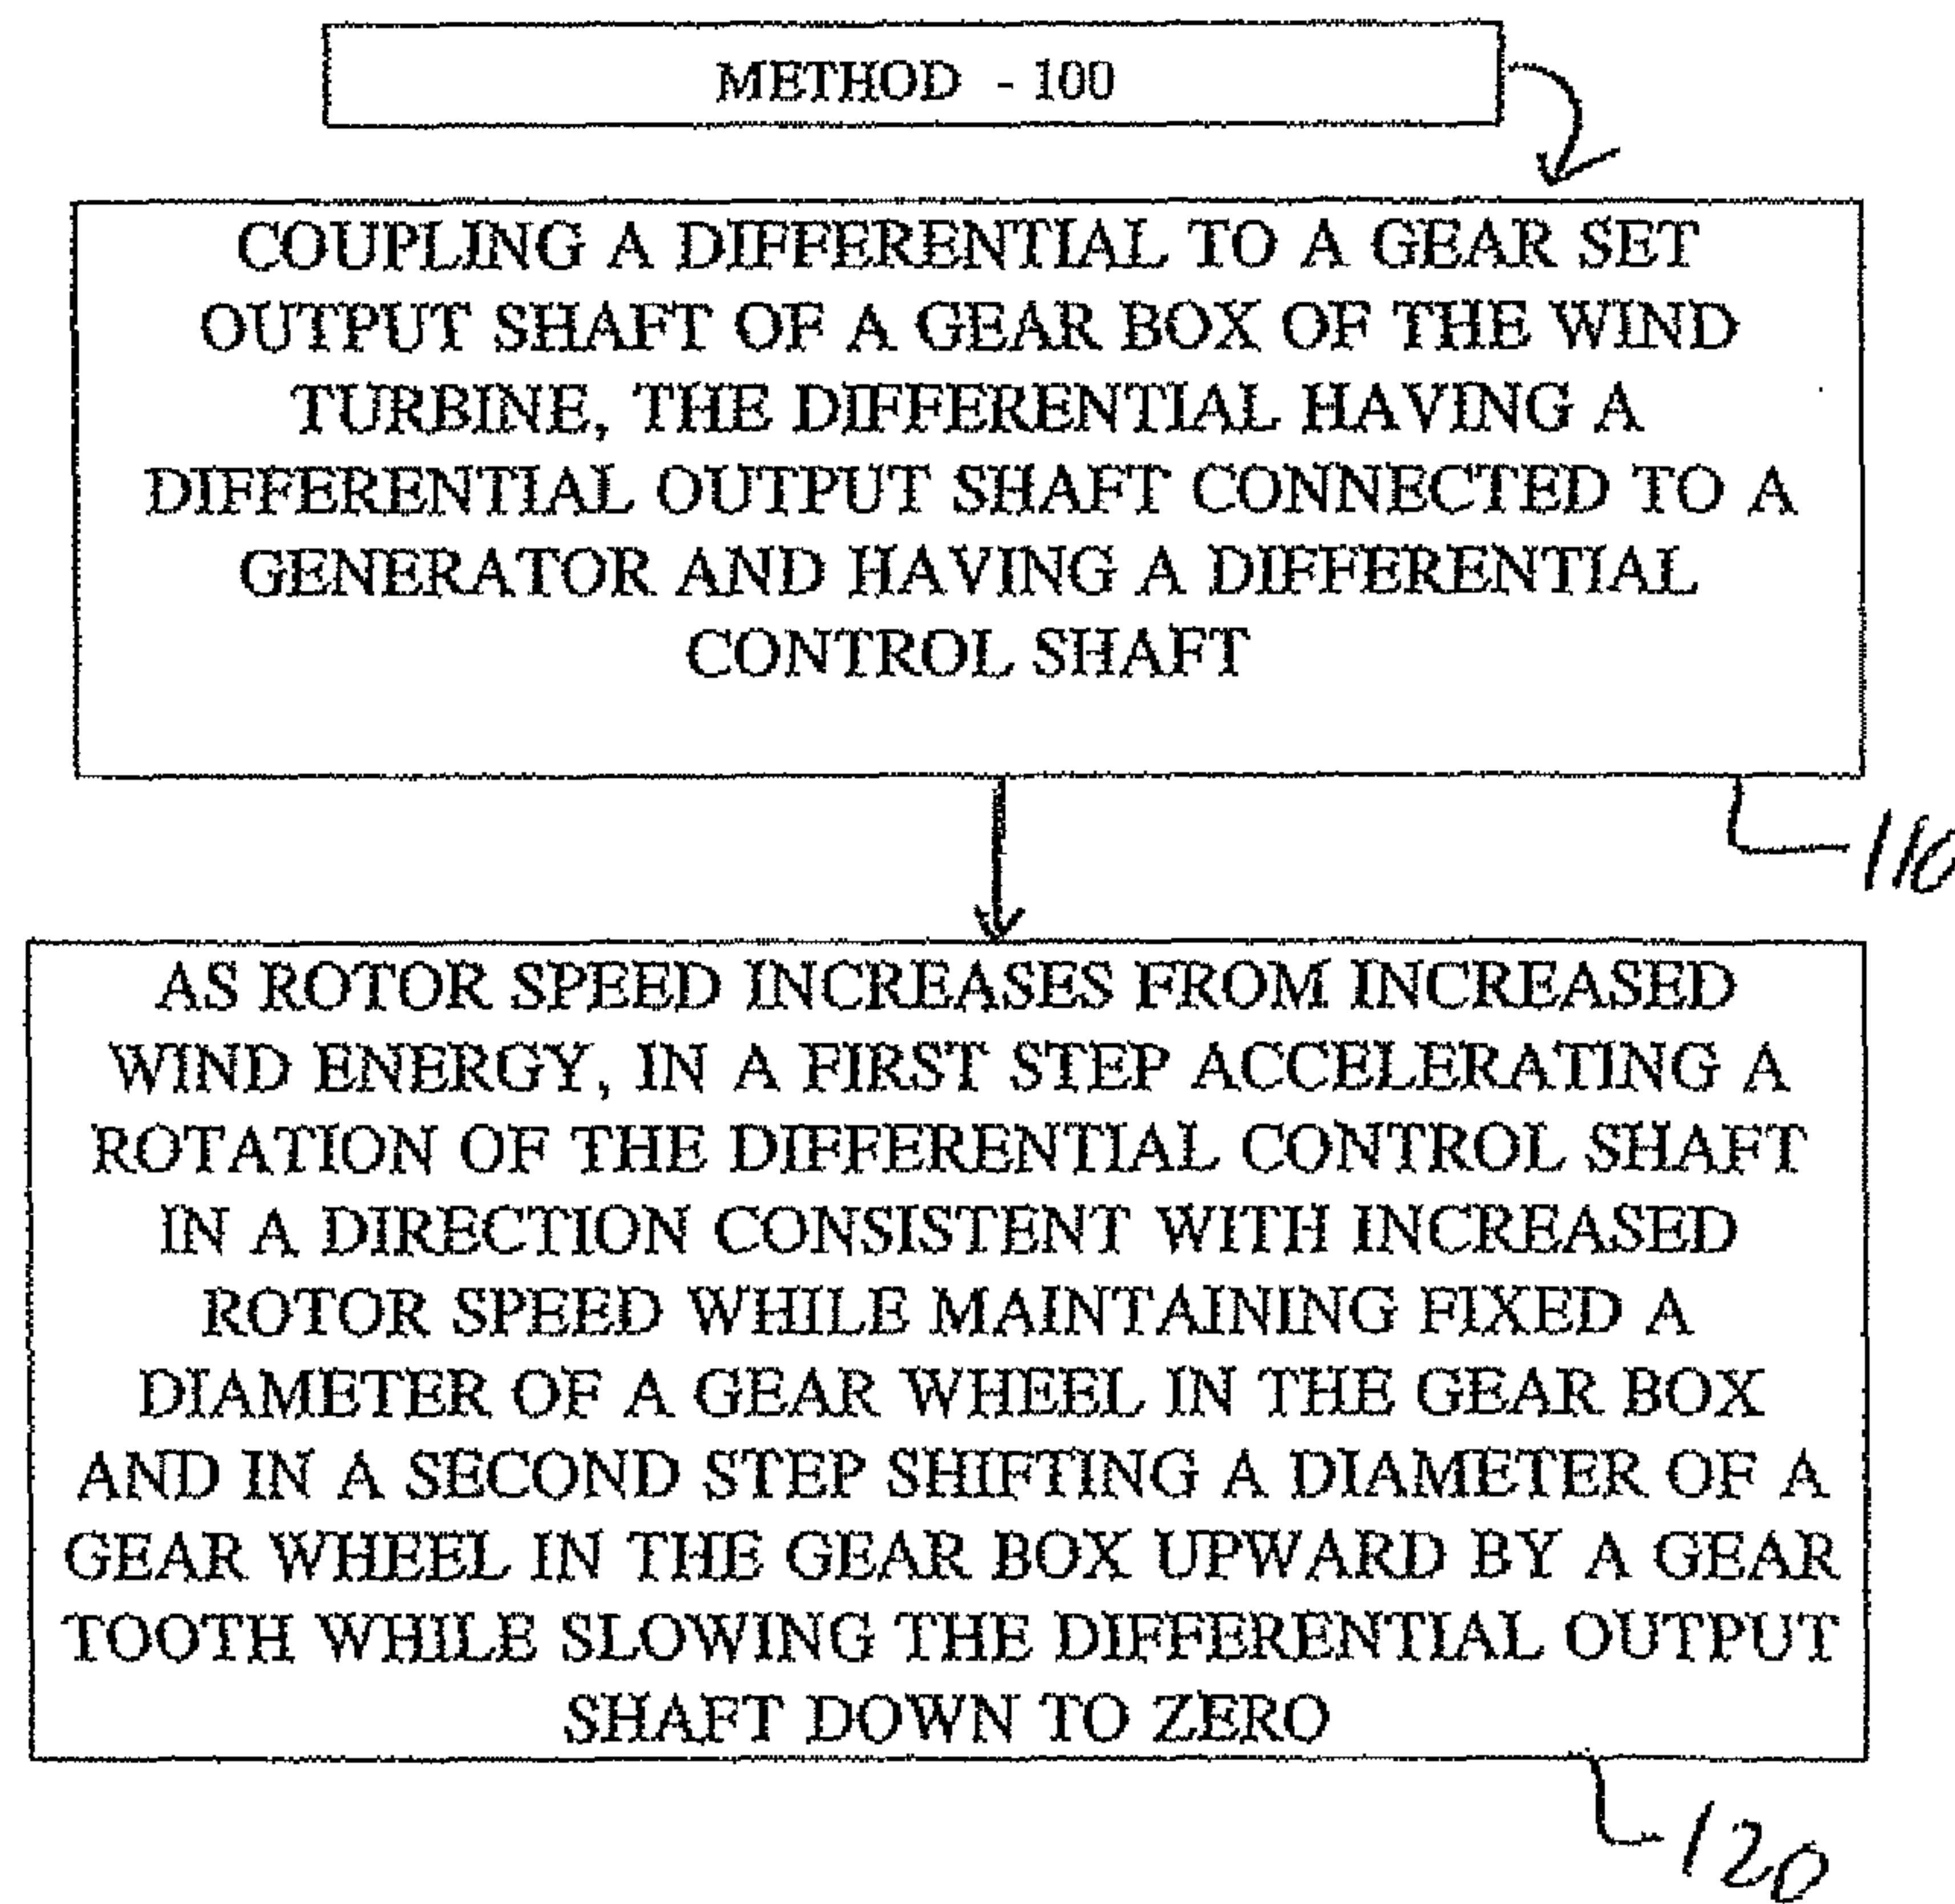 METHOD - 100
COUPLING A DIFFERENTIAL TO A GEAR SET
OUTPUT SHAFT OF A GEAR BOX OF THE WIND
TURBINE, THE DIFFERENTIAL HAVING A
DIFFERENTIAL OUTPUT SHAFT CONNECTED TO A
GENERATOR AND HAVING A DIFFERENTIAL
CONTROL SHAFT
110
AS ROTOR SPEED INCREASES FROM INCREASED
WIND ENERGY, IN A FIRST STEP ACCELERATING A
ROTATION OF THE DIFFERENTIAL CONTROL SHAFT
IN A DIRECTION CONSISTENT WITH INCREASED
ROTOR SPEED WHILE MAINTAINING FIXED A
DIAMETER OF A GEAR WHEEL IN THE GEAR BOX
AND IN A SECOND STEP SHIFTING A DIAMETER OF A
GEAR WHEEL IN THE GEAR BOX UPWARD BY A GEAR
TOOTH WHILE SLOWING THE DIFFERENTIAL OUTPUT
SHAFT DOWN TO ZERO
120